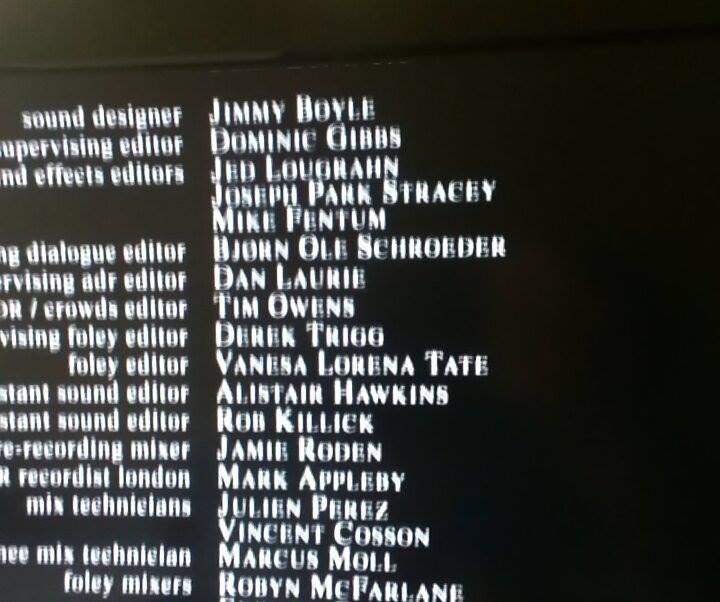 sound designer JIMMY BOYLE
supervising editor DOMINIC GIBBS
nd effects editors JED LOUGRAHN
JOSEPH PARK STRACEY
MIKE FENTUM
ng dialogue editor BJORN OLE SCHROEDER
rvising adr editor DAN LAURIE
DR / crowds editor TIM OWENS
vising foley editor DEREK TRIGG
foley editor VANESA LORENA TATE
stant sound editor ALISTAIR HAWKINS
stant sound editor ROB KILLICK
re-recording mixer JAMIE RODEN
R recordist london MARK APPLEBY
mix technicians JULIEN PEREZ
VINCENT COSSON
nee mix technician MARCUS MOLL
foley mixers ROBYN MCFARLANE